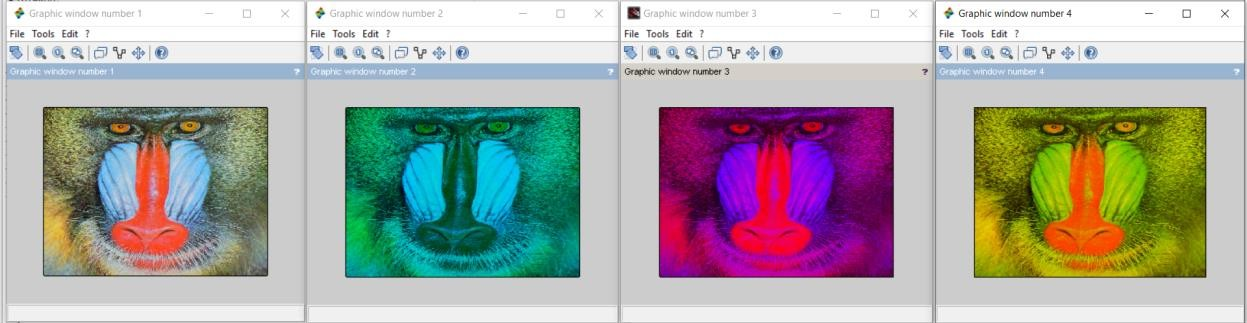 Graphic window number 1
File Tools Edit ?
Graphic window number 1 ?
Graphic window number 2
File Tools Edit ?
Graphic window number 2 ?
Graphic window number 3
File Tools Edit ?
Graphic window number 3 ?
Graphic window number 4
File Tools Edit ?
Graphic window number 4 ?